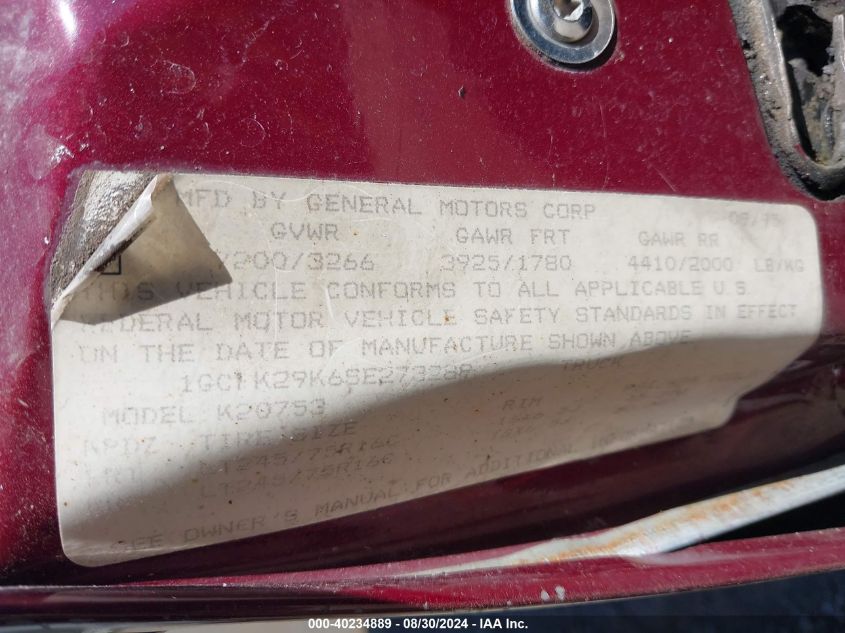 MFD BY GENERAL MOTORS CORP
GVWR GAWR FRT GAWR RR
7200/3266 3925/1780 4410/2000 LB/KG
THIS VEHICLE CONFORMS TO ALL APPLICABLE U.S.
FEDERAL MOTOR VEHICLE SAFETY STANDARDS IN EFFECT
ON THE DATE OF MANUFACTURE SHOWN ABOVE
TRUCK
MODEL K20753 RIM
TIRE SIZE
LT245/75R16C
LT245/75R16C
SEE OWNER'S MANUAL FOR ADDITIONAL
000-40234889 - 08/30/2024 - IAA Inc.